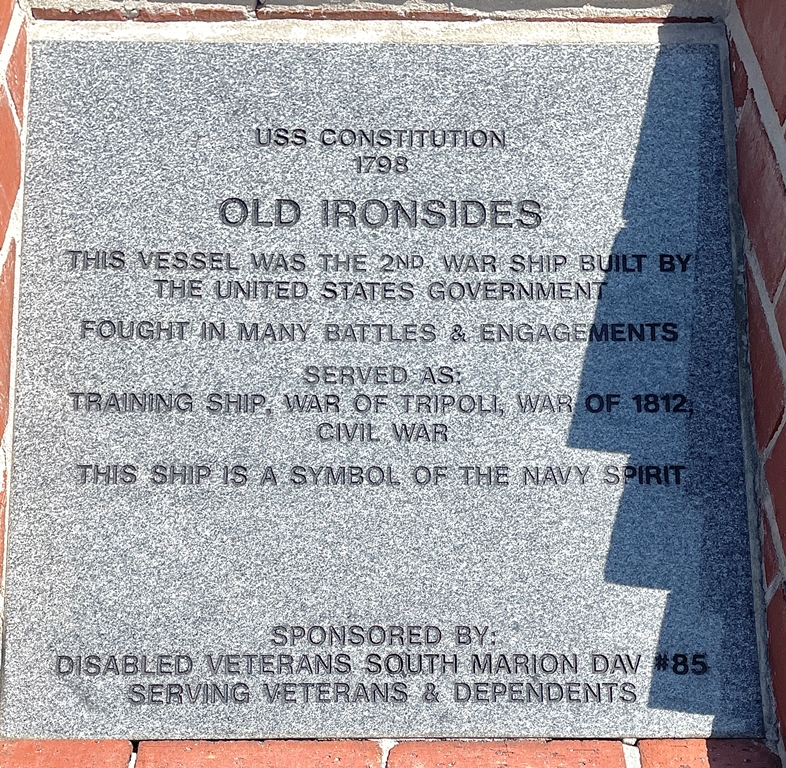 USS CONSTITUTION
1798
OLD IRONSIDES
THIS VESSEL WAS THE 2ND. WAR SHIP BUILT BY
THE UNITED STATES GOVERNMENT
FOUGHT IN MANY BATTLES & ENGAGEMENTS
SERVED AS:
TRAINING SHIP, WAR OF TRIPOLI, WAR OF 1812,
CIVIL WAR
THIS SHIP IS A SYMBOL OF THE NAVY SPIRIT
SPONSORED BY:
DISABLED VETERANS SOUTH MARION DAV #85
SERVING VETERANS & DEPENDENTS